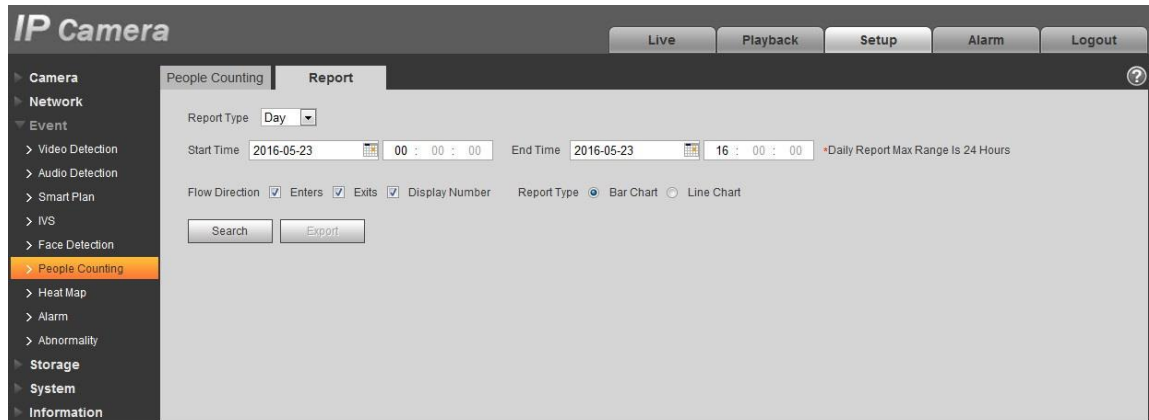 IP Camera
Live Playback Setup Alarm Logout
Camera
Network
Event
Video Detection
Audio Detection
Smart Plan
IVS
Face Detection
People Counting
Heat Map
Alarm
Abnormality
Storage
System
Information
People Counting Report ?
Report Type Day
Start Time 2016-05-23 00 : 00 : 00 End Time 2016-05-23 16 : 00 : 00 *Daily Report Max Range Is 24 Hours
Flow Direction Enters Exits Display Number Report Type Bar Chart Line Chart
Search Export